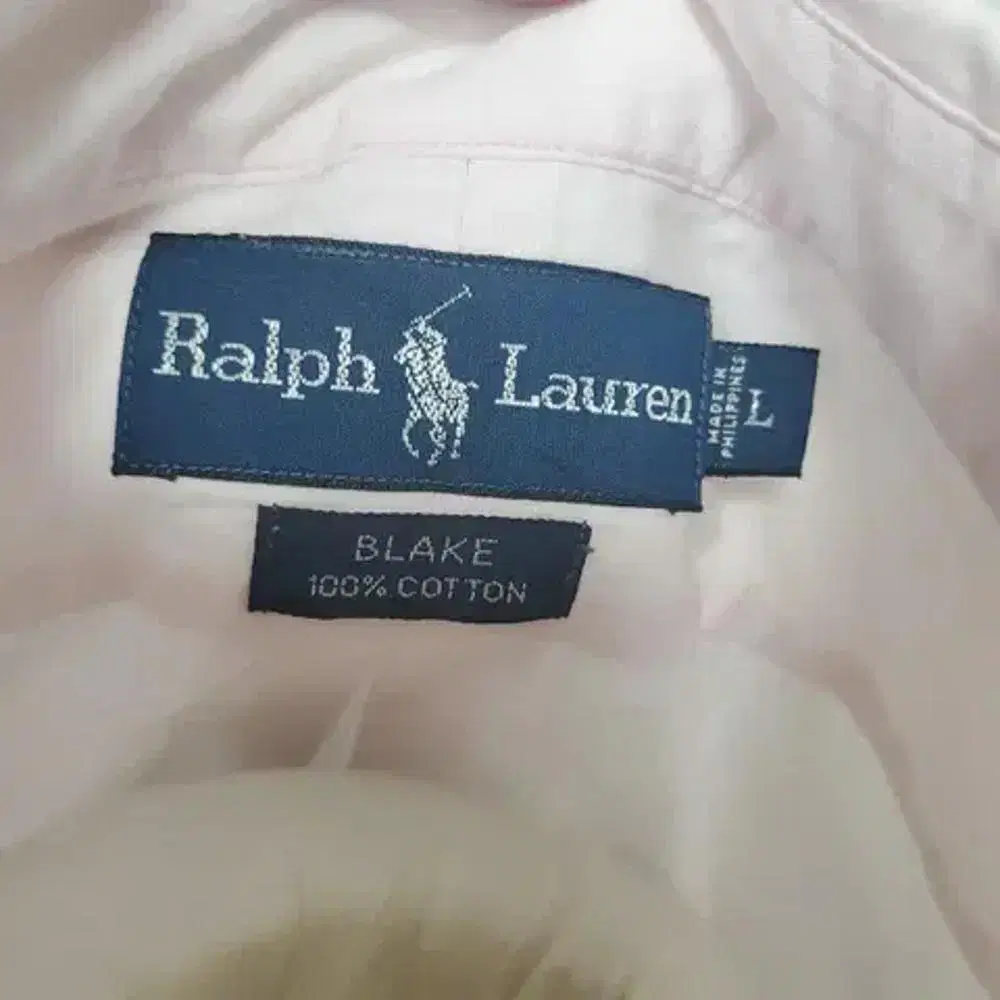 Ralph Lauren
MADE IN
PHILIPPINES
L
BLAKE
100% COTTON